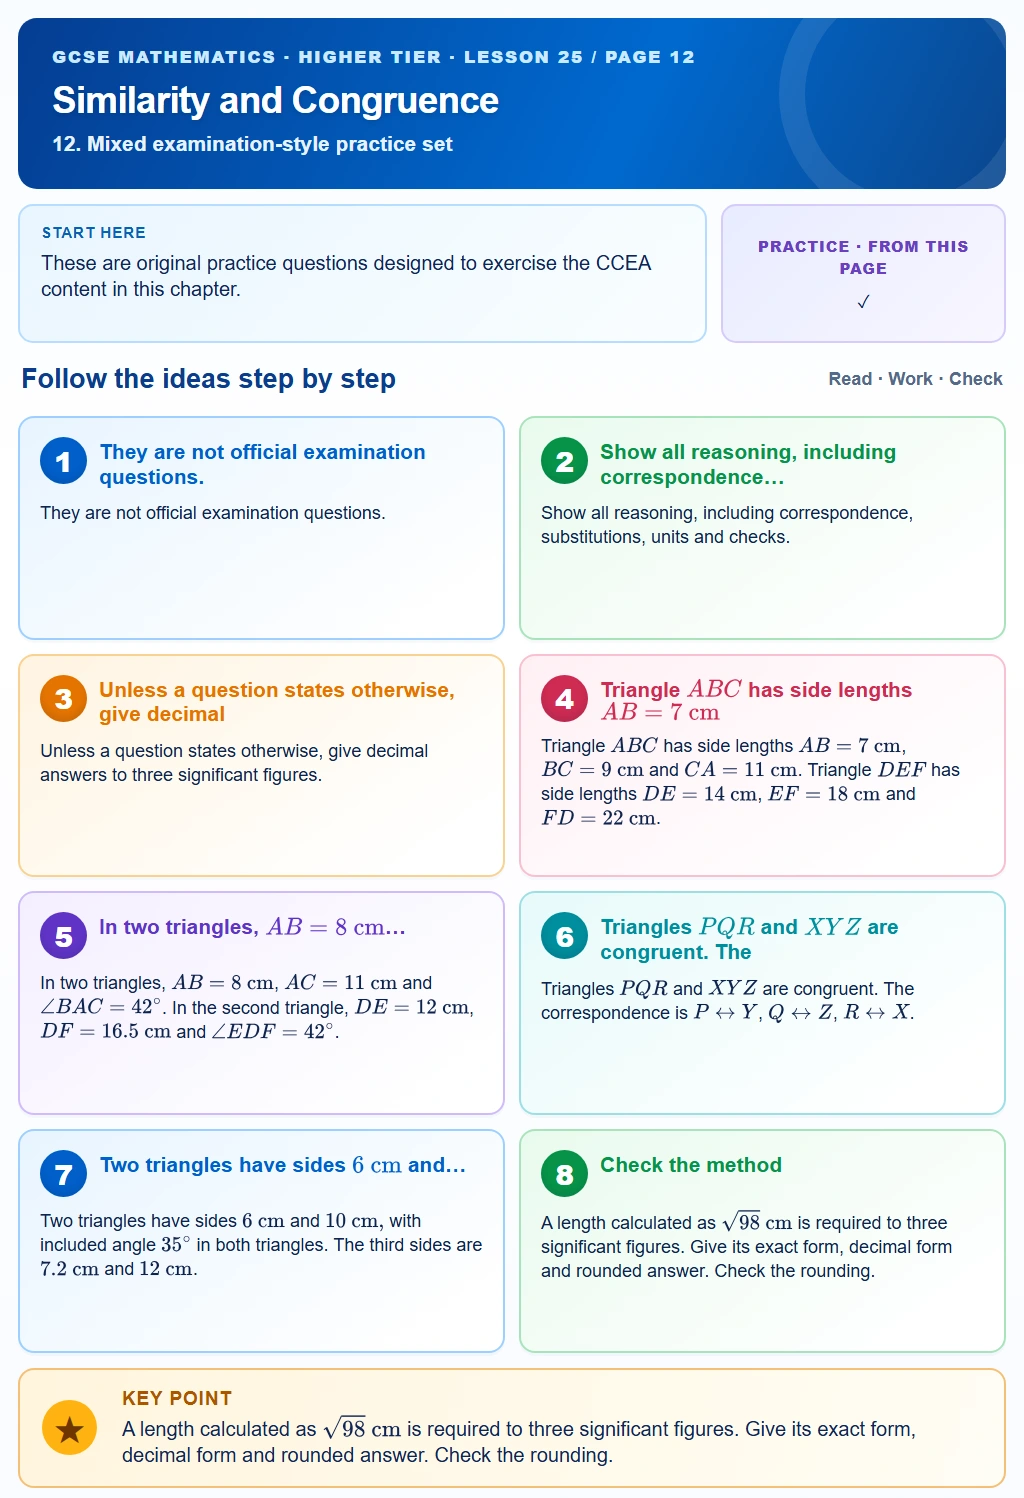 GCSE MATHEMATICS · HIGHER TIER · LESSON 25 / PAGE 12
Similarity and Congruence
12. Mixed examination-style practice set
START HERE
These are original practice questions designed to exercise the CCEA
content in this chapter.
PRACTICE · FROM THIS
PAGE
✓
Follow the ideas step by step
Read · Work · Check
1
They are not official examination
questions.
They are not official examination questions.
2
Show all reasoning, including
correspondence…
Show all reasoning, including correspondence,
substitutions, units and checks.
3
Unless a question states otherwise,
give decimal
Unless a question states otherwise, give decimal
answers to three significant figures.
4
Triangle ABC has side lengths
AB = 7 cm
Triangle ABC has side lengths AB = 7 cm,
BC = 9 cm and CA = 11 cm. Triangle DEF has
side lengths DE = 14 cm, EF = 18 cm and
FD = 22 cm.
5
In two triangles, AB = 8 cm…
In two triangles, AB = 8 cm, AC = 11 cm and
∠BAC = 42°. In the second triangle, DE = 12 cm,
DF = 16.5 cm and ∠EDF = 42°.
6
Triangles PQR and XYZ are
congruent. The
Triangles PQR and XYZ are congruent. The
correspondence is P ↔ Y, Q ↔ Z, R ↔ X.
7
Two triangles have sides 6 cm and…
Two triangles have sides 6 cm and 10 cm, with
included angle 35° in both triangles. The third sides are
7.2 cm and 12 cm.
8
Check the method
A length calculated as √98 cm is required to three
significant figures. Give its exact form, decimal form
and rounded answer. Check the rounding.
KEY POINT
A length calculated as √98 cm is required to three significant figures. Give its exact form,
decimal form and rounded answer. Check the rounding.